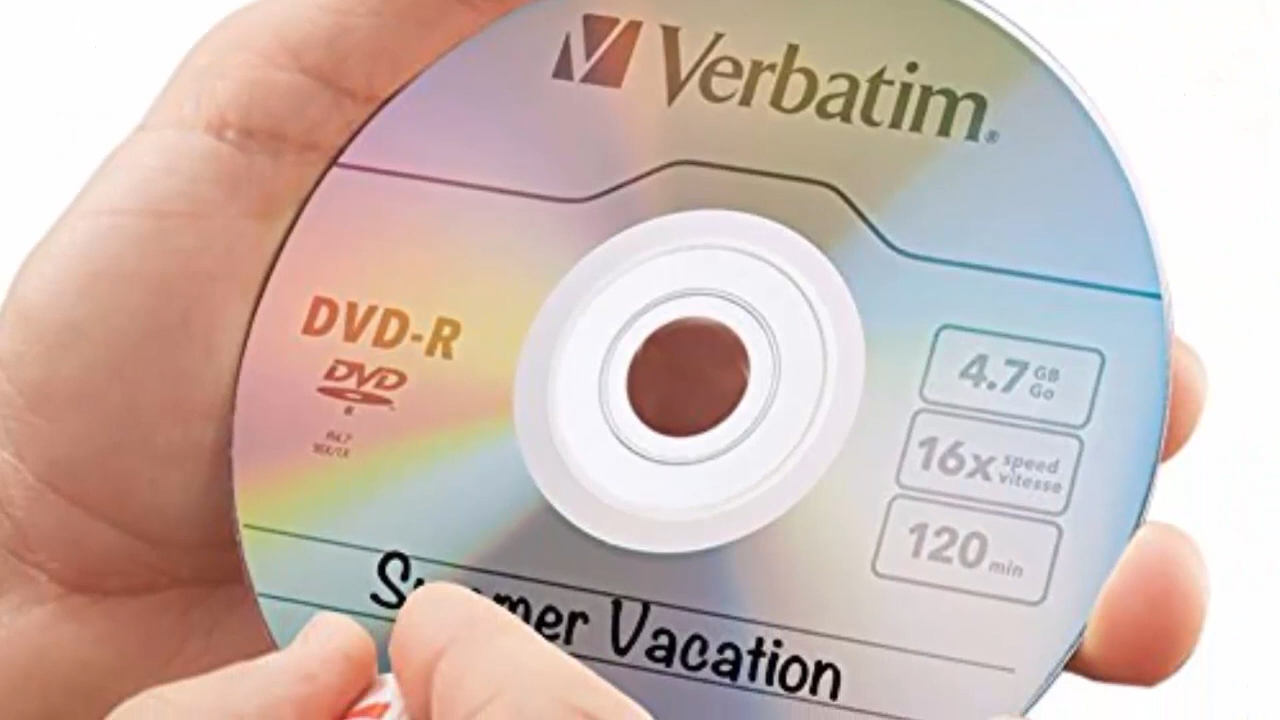 Verbatim®
DVD-R
DVD
R
4.7 GB
Go
16x speed
vitesse
120 min
Vacation